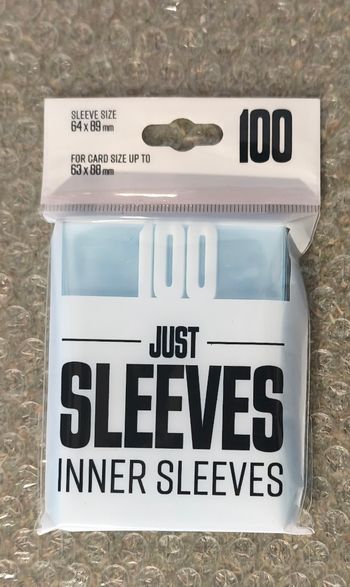 SLEEVE SIZE
64 x 89 mm
100
FOR CARD SIZE UP TO
63 x 88 mm
100
JUST
SLEEVES
INNER SLEEVES